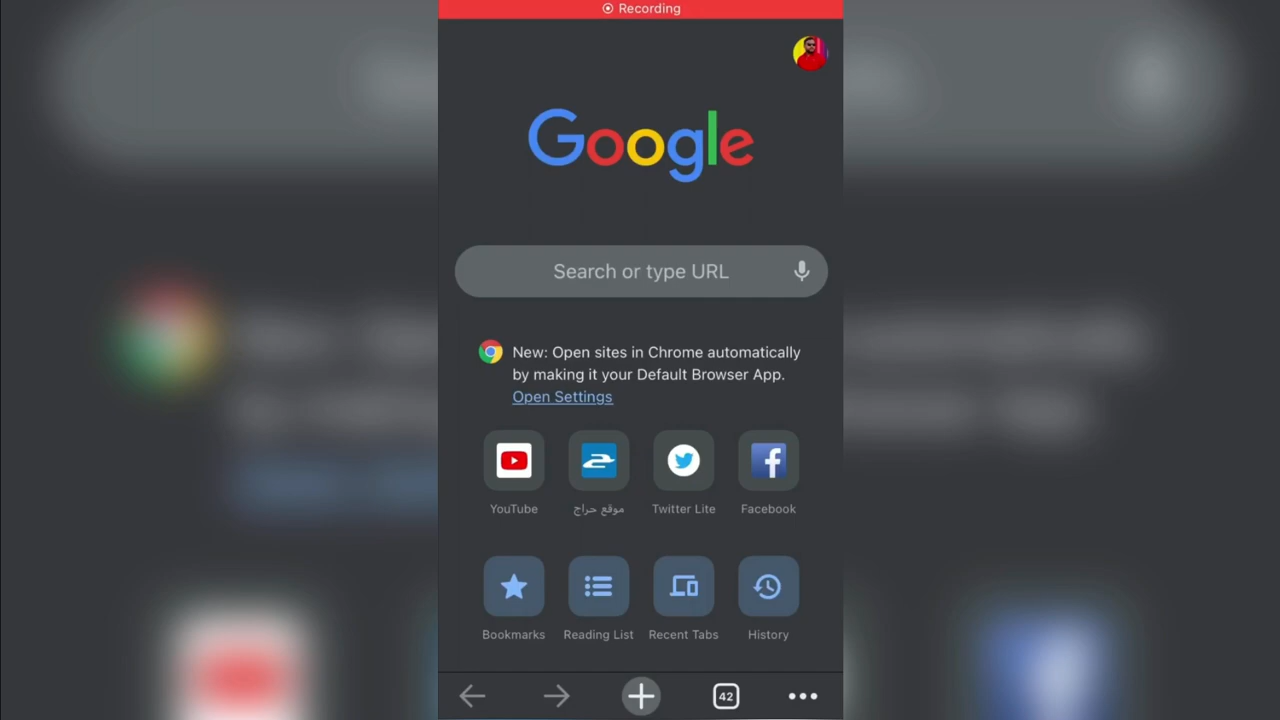 Recording
Google
Search or type URL
New: Open sites in Chrome automatically
by making it your Default Browser App.
Open Settings
YouTube
موقع حراج
Twitter Lite
Facebook
Bookmarks
Reading List
Recent Tabs
History
42